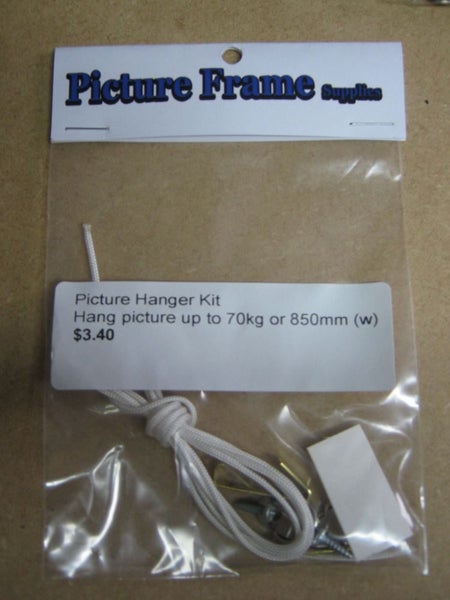 Picture Frame Supplies
Picture Hanger Kit
Hang picture up to 70kg or 850mm (w)
$3.40